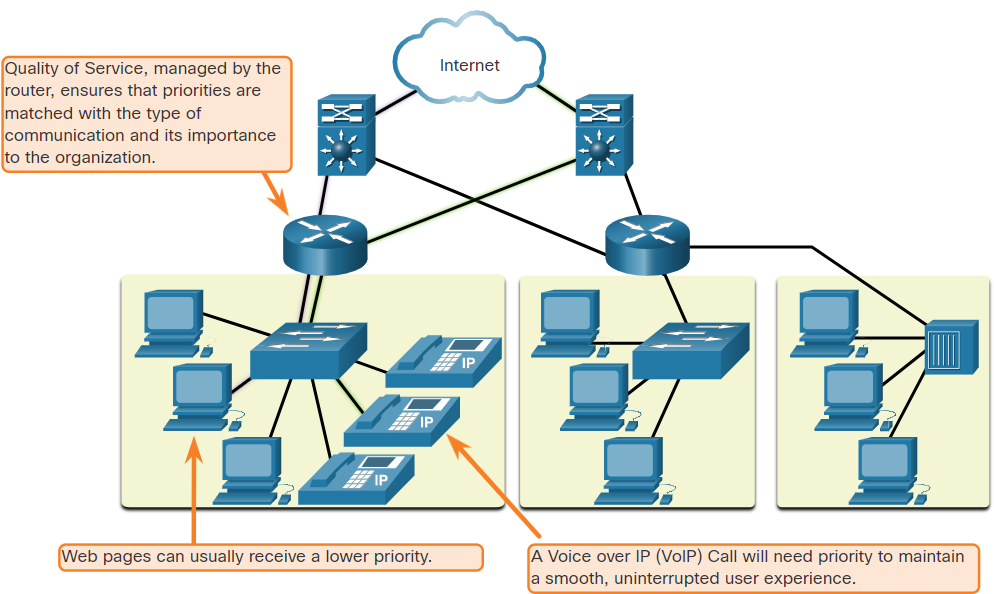 Internet
Quality of Service, managed by the
router, ensures that priorities are
matched with the type of
communication and its importance
to the organization.
IP
IP
IP
Web pages can usually receive a lower priority.
A Voice over IP (VoIP) Call will need priority to maintain
a smooth, uninterrupted user experience.